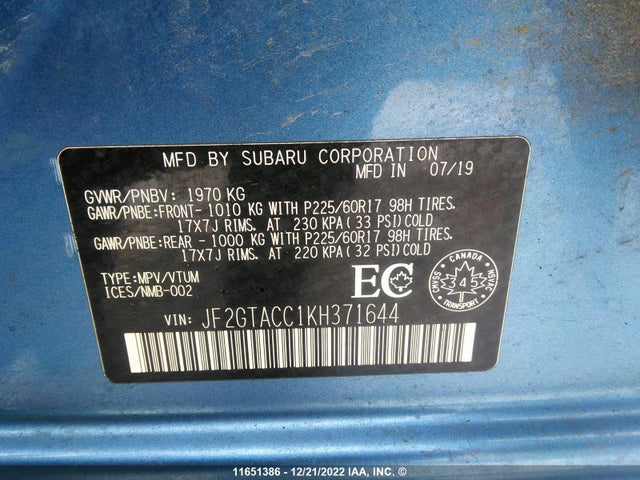 MFD BY SUBARU CORPORATION
MFD IN 07/19
GVWR/PNBV: 1970 KG
GAWR/PNBE:FRONT- 1010 KG WITH P225/60R17 98H TIRES.
17X7J RIMS. AT 230 KPA (33 PSI)COLD
GAWR/PNBE:REAR - 1000 KG WITH P225/60R17 98H TIRES.
17X7J RIMS. AT 220 KPA (32 PSI)COLD
TYPE:MPV/VTUM
ICES/NMB-002
EC
CANADA
345
TRANSPORT
NSVAC
SNVAC
VIN: JF2GTACC1KH371644
11651386 - 12/21/2022 IAA, INC. ©